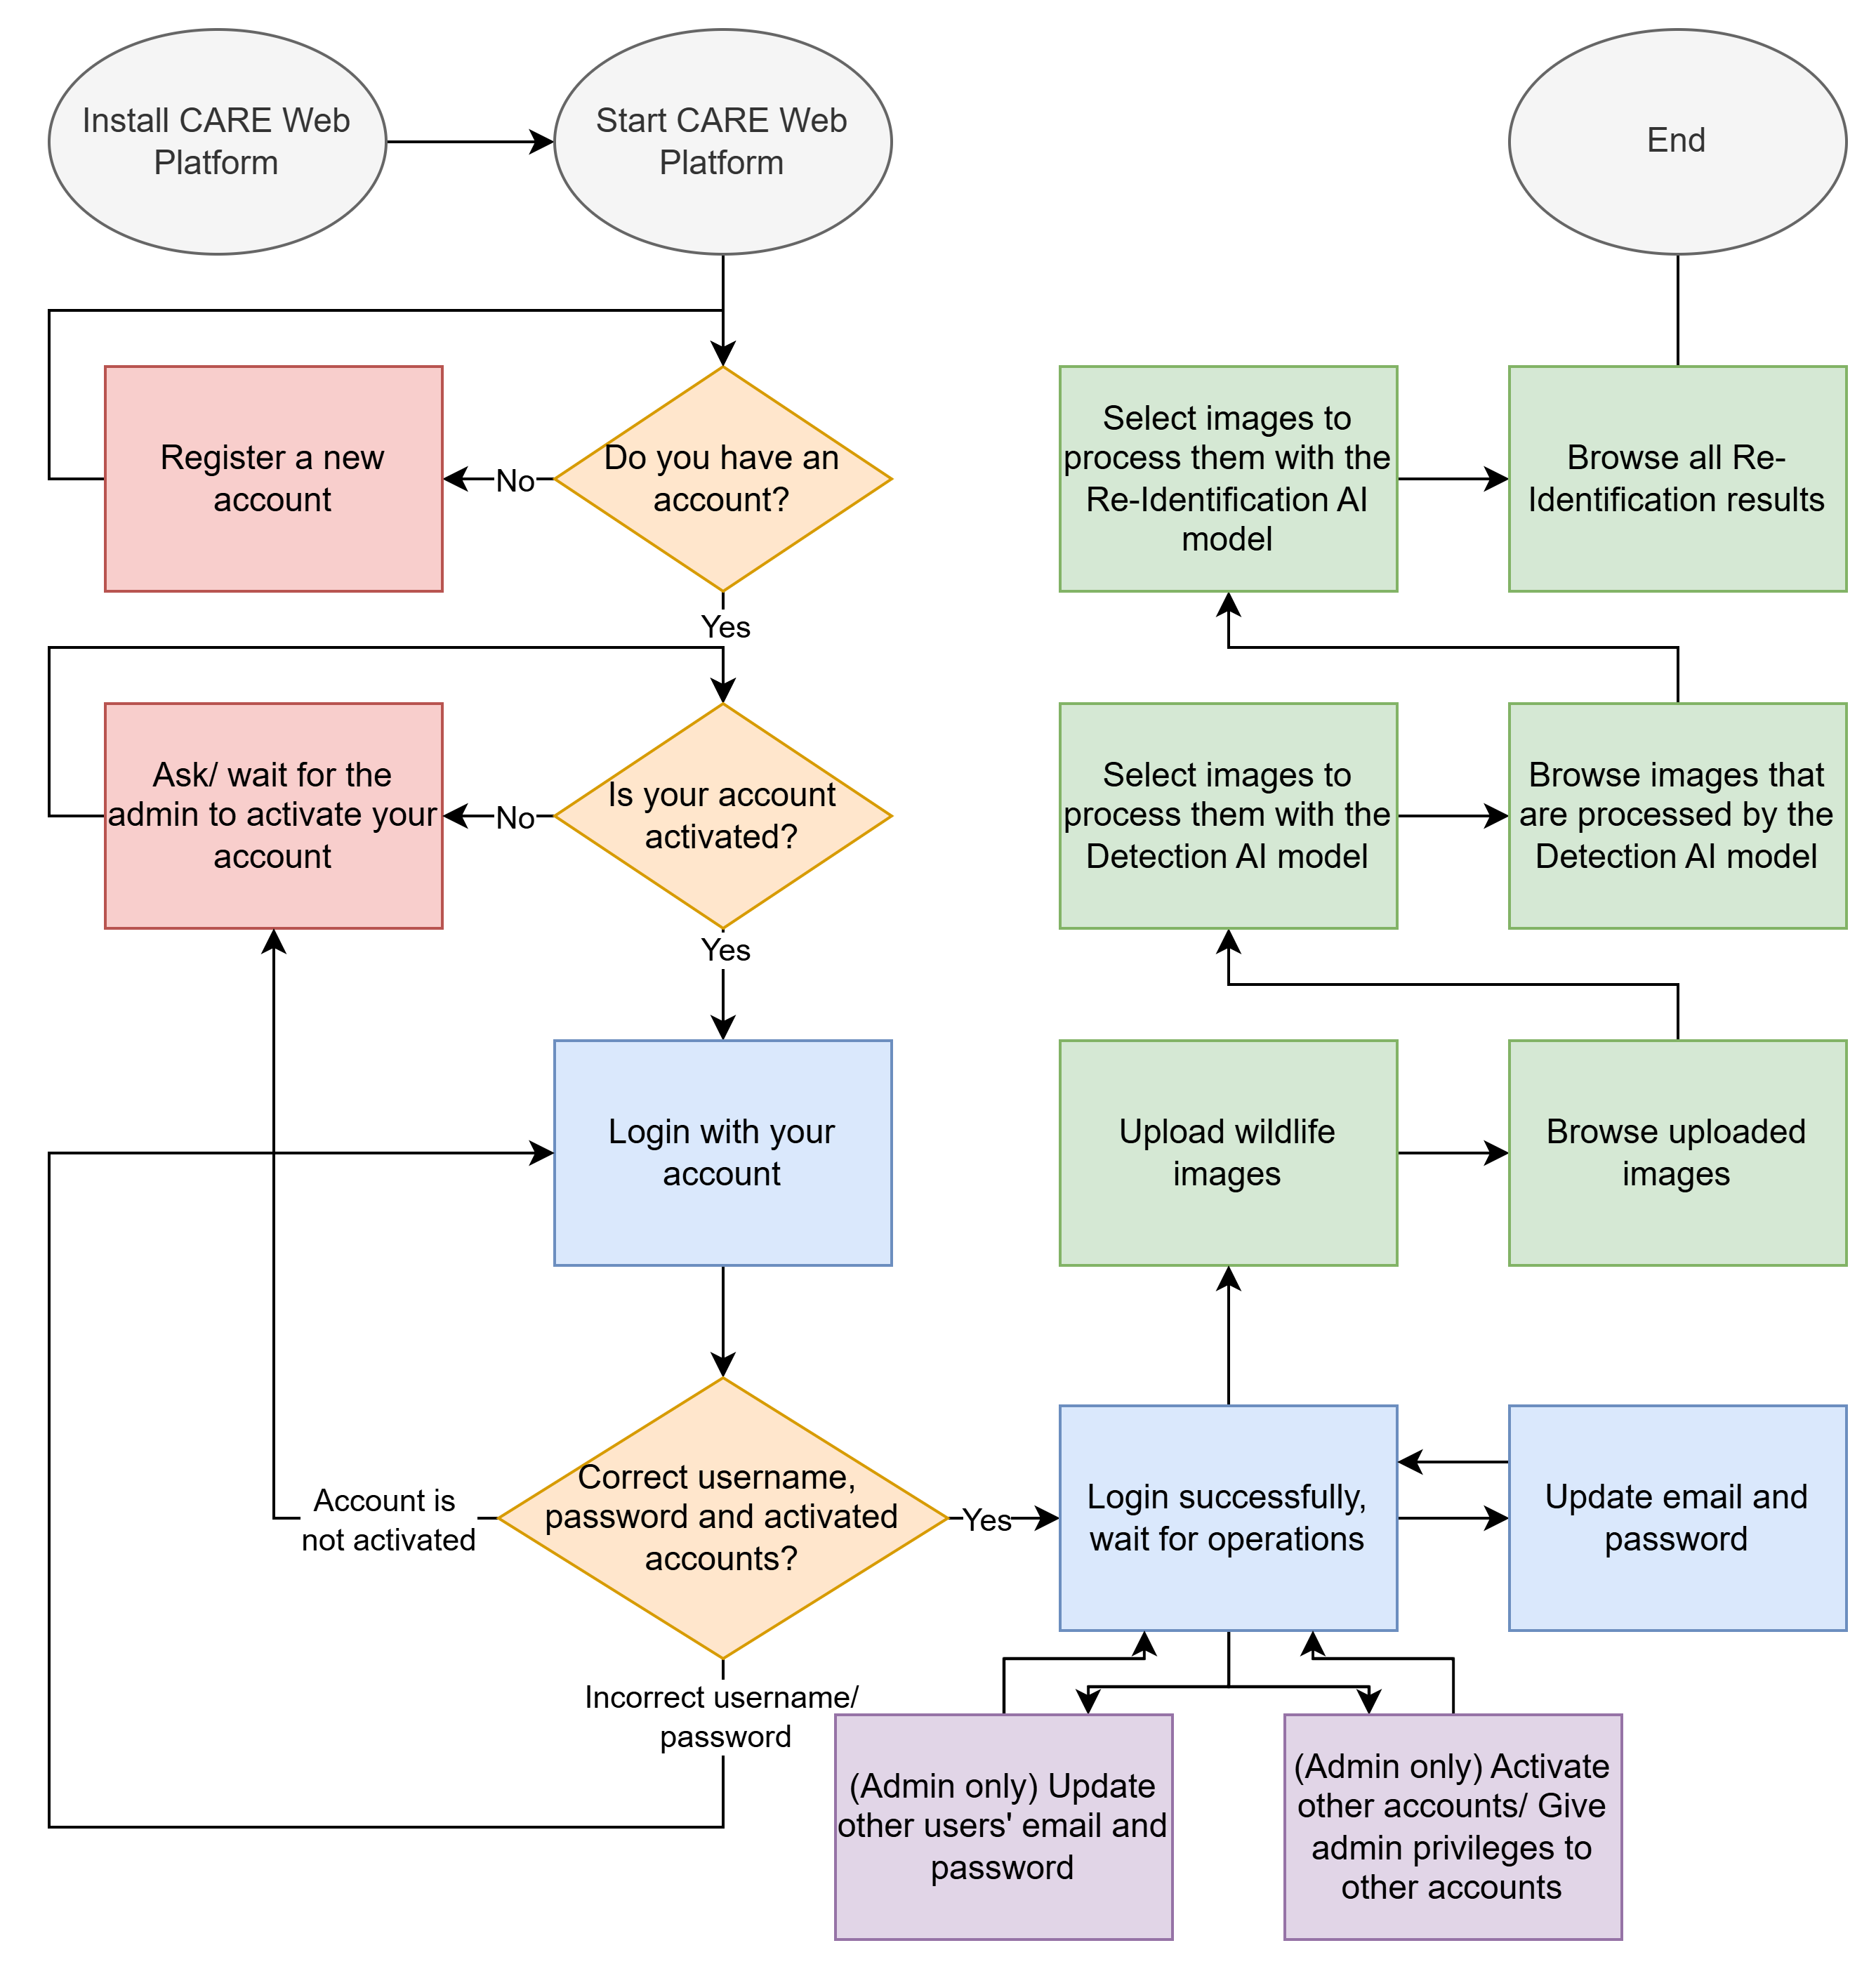 Install CARE Web
Platform
Start CARE Web
Platform
End
Register a new
account
No
Do you have an
account?
Yes
Select images to
process them with the
Re-Identification AI
model
Browse all Re-
Identification results
Ask/ wait for the
admin to activate your
account
No
Is your account
activated?
Yes
Select images to
process them with the
Detection AI model
Browse images that
are processed by the
Detection AI model
Login with your
account
Upload wildlife
images
Browse uploaded
images
Account is
not activated
Correct username,
password and activated
accounts?
Yes
Login successfully,
wait for operations
Update email and
password
Incorrect username/
password
(Admin only) Update
other users' email and
password
(Admin only) Activate
other accounts/ Give
admin privileges to
other accounts